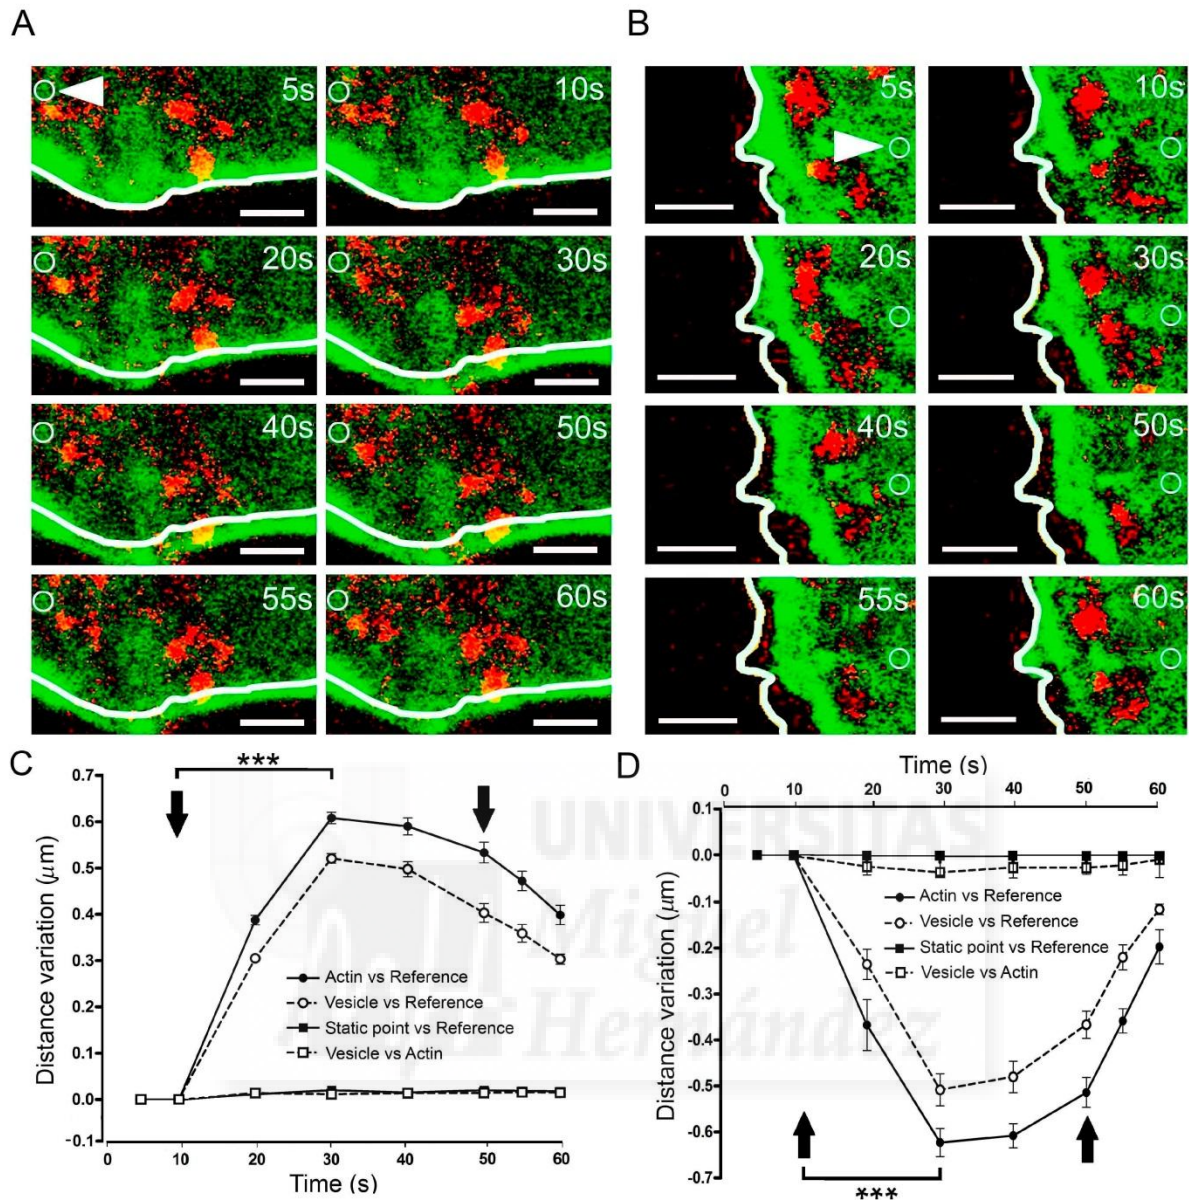 A
B
5s
10s
5s
10s
20s
30s
20s
30s
40s
50s
40s
50s
55s
60s
55s
60s
C
D
Distance variation (μm)
0.7
0.6
0.5
0.4
0.3
0.2
0.1
0.0
-0.1
0 10 20 30 40 50 60
Time (s)
***
Actin vs Reference
Vesicle vs Reference
Static point vs Reference
Vesicle vs Actin
Time (s)
0 10 20 30 40 50 60
Distance variation (μm)
0.1
0.0
-0.1
-0.2
-0.3
-0.4
-0.5
-0.6
-0.7
Actin vs Reference
Vesicle vs Reference
Static point vs Reference
Vesicle vs Actin
***
UNIVERSITAS
Miguel
Hernández